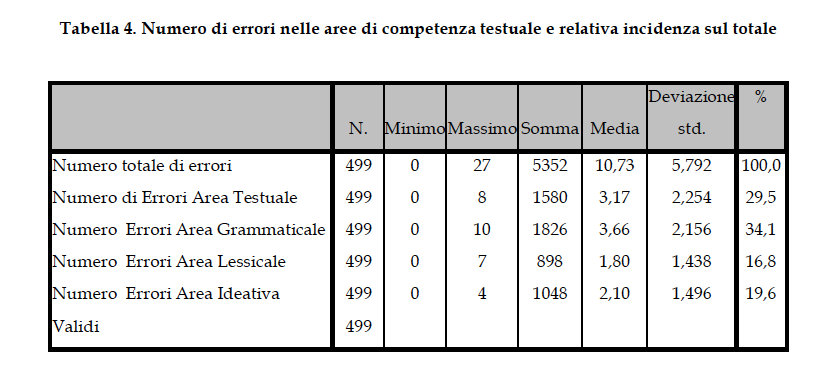 Tabella 4. Numero di errori nelle aree di competenza testuale e relativa incidenza sul totale
N. Minimo Massimo Somma Media Deviazione std. %
Numero totale di errori 499 0 27 5352 10,73 5,792 100,0
Numero di Errori Area Testuale 499 0 8 1580 3,17 2,254 29,5
Numero Errori Area Grammaticale 499 0 10 1826 3,66 2,156 34,1
Numero Errori Area Lessicale 499 0 7 898 1,80 1,438 16,8
Numero Errori Area Ideativa 499 0 4 1048 2,10 1,496 19,6
Validi 499